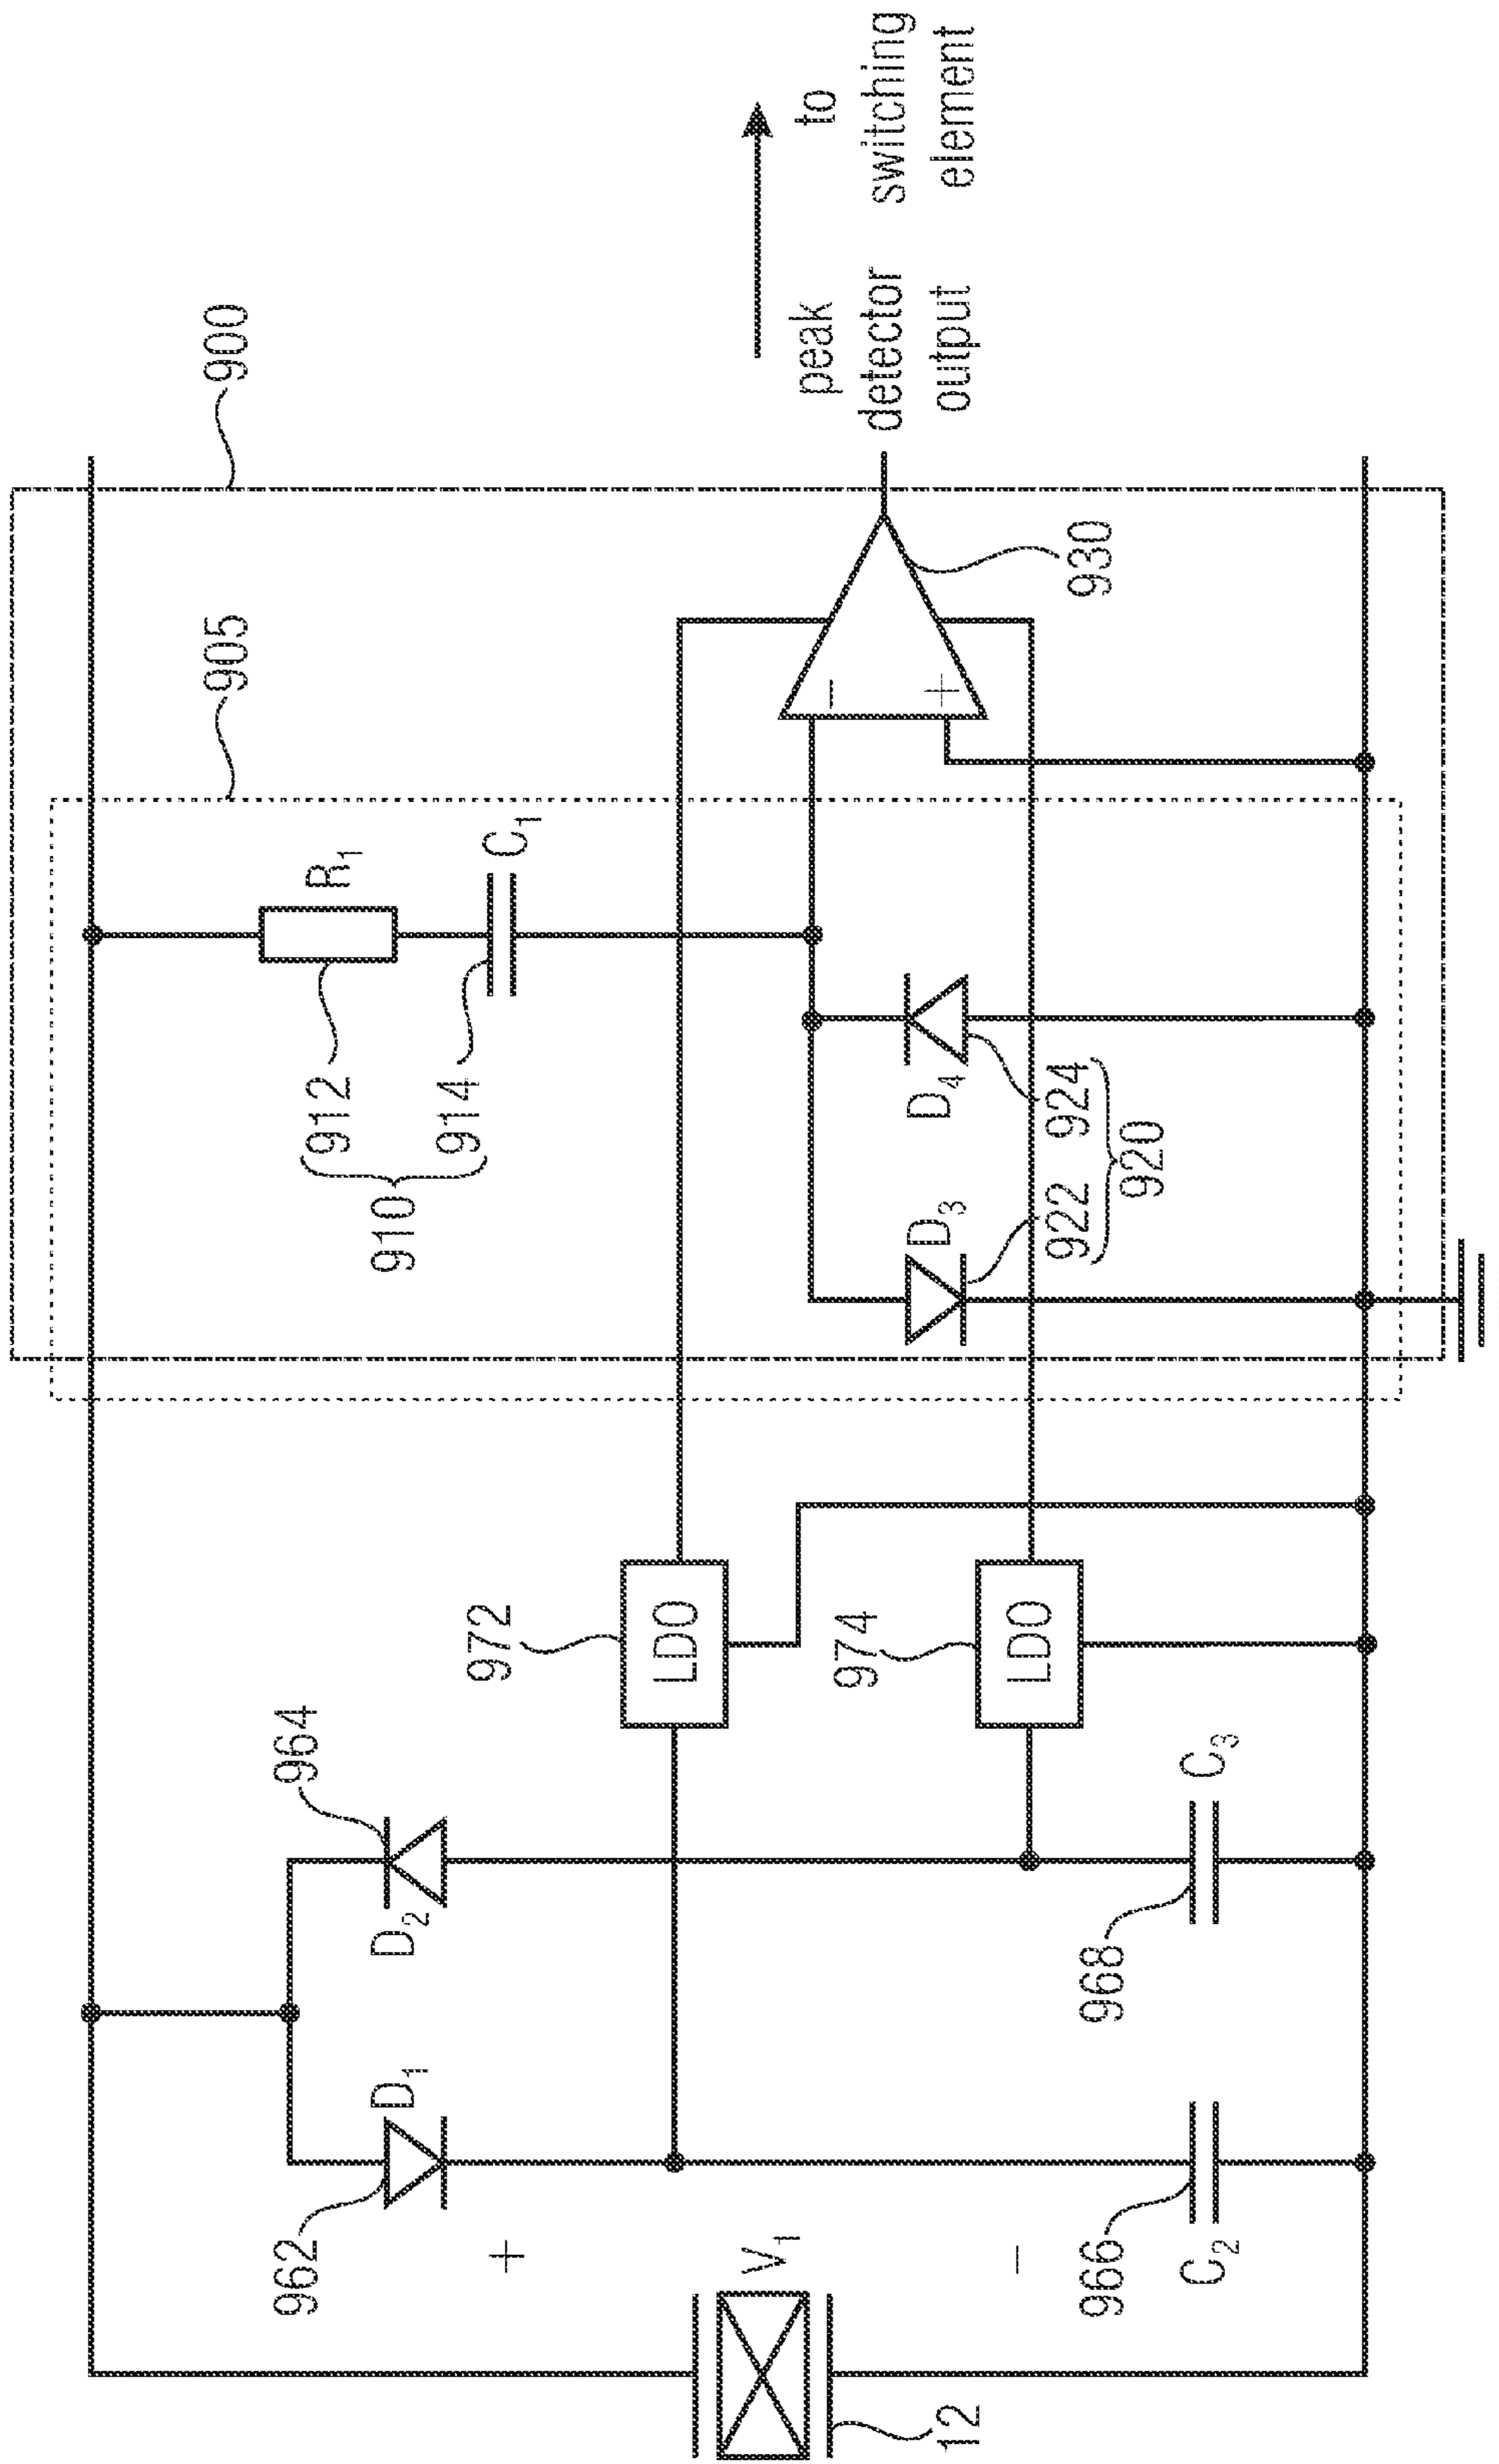 900
905
peak
detector
output
to
switching
element
930
R1
C1
912
914
910
−
+
D3
D4
922
924
920
972
LDO
974
LDO
964
D2
962
D1
+
V1
−
12
966
C2
968
C3